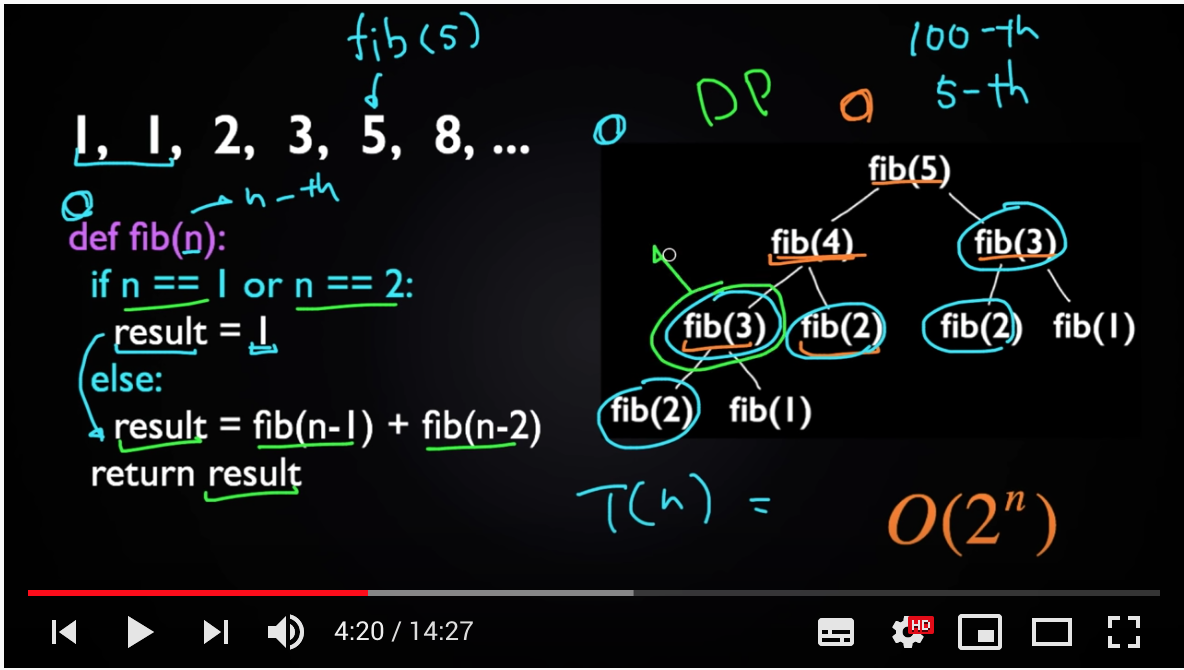 fib(5)
100-th
5-th
DP
1, 1, 2, 3, 5, 8, ...
n-th
def fib(n):
if n == 1 or n == 2:
result = 1
else:
result = fib(n-1) + fib(n-2)
return result
fib(5)
fib(4) fib(3)
fib(3) fib(2) fib(2) fib(1)
fib(2) fib(1)
T(n) = O(2ⁿ)
4:20 / 14:27
HD